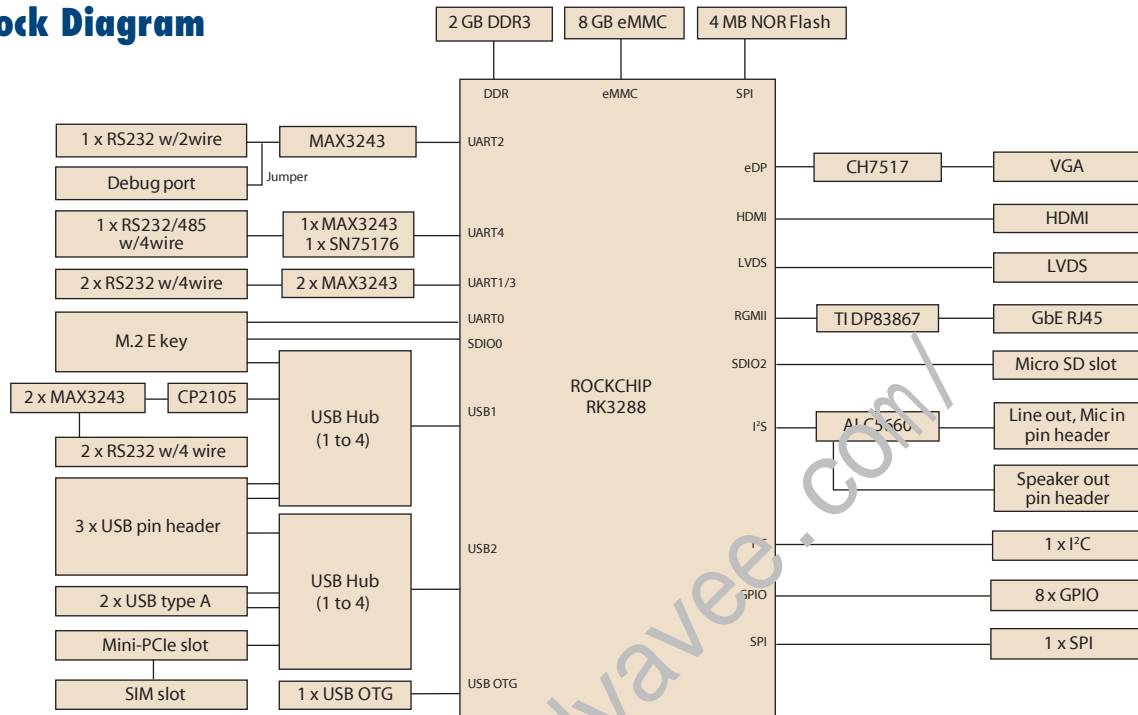 ock Diagram
2 GB DDR3
8 GB eMMC
4 MB NOR Flash
DDR
eMMC
SPI
1 x RS232 w/2wire
MAX3243
UART2
Debug port
Jumper
1 x RS232/485
w/4wire
1x MAX3243
1 x SN75176
UART4
2 x RS232 w/4wire
2 x MAX3243
UART1/3
M.2 E key
UART0
SDIO0
2 x MAX3243
CP2105
USB Hub
(1 to 4)
USB1
2 x RS232 w/4 wire
3 x USB pin header
USB2
USB Hub
(1 to 4)
2 x USB type A
Mini-PCIe slot
SIM slot
1 x USB OTG
USB OTG
ROCKCHIP
RK3288
eDP
CH7517
VGA
HDMI
HDMI
LVDS
LVDS
RGMII
TI DP83867
GbE RJ45
SDIO2
Micro SD slot
I²S
ALC5660
Line out, Mic in
pin header
Speaker out
pin header
1 x I²C
GPIO
8 x GPIO
SPI
1 x SPI